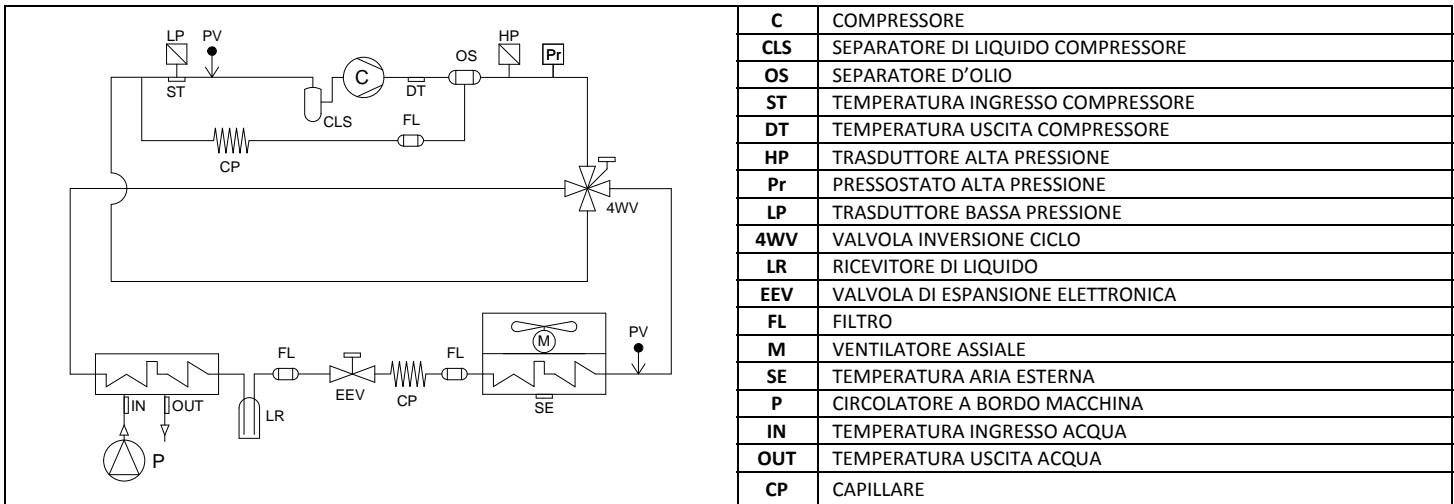 LP PV HP
OS Pr
C
ST DT
CLS FL
CP
4WV
PV
M
FL FL
EEV CP SE
IN OUT LR
P
C COMPRESSORE
CLS SEPARATORE DI LIQUIDO COMPRESSORE
OS SEPARATORE D’OLIO
ST TEMPERATURA INGRESSO COMPRESSORE
DT TEMPERATURA USCITA COMPRESSORE
HP TRASDUTTORE ALTA PRESSIONE
Pr PRESSOSTATO ALTA PRESSIONE
LP TRASDUTTORE BASSA PRESSIONE
4WV VALVOLA INVERSIONE CICLO
LR RICEVITORE DI LIQUIDO
EEV VALVOLA DI ESPANSIONE ELETTRONICA
FL FILTRO
M VENTILATORE ASSIALE
SE TEMPERATURA ARIA ESTERNA
P CIRCOLATORE A BORDO MACCHINA
IN TEMPERATURA INGRESSO ACQUA
OUT TEMPERATURA USCITA ACQUA
CP CAPILLARE